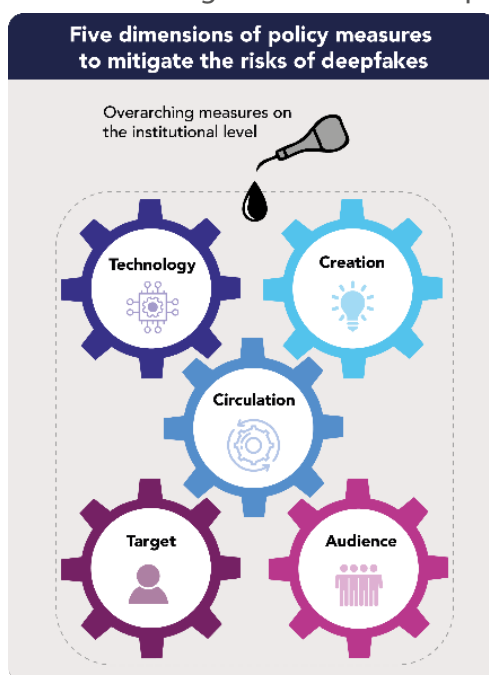 Five dimensions of policy measures
to mitigate the risks of deepfakes
Overarching measures on
the institutional level
Technology
Creation
Circulation
Target
Audience